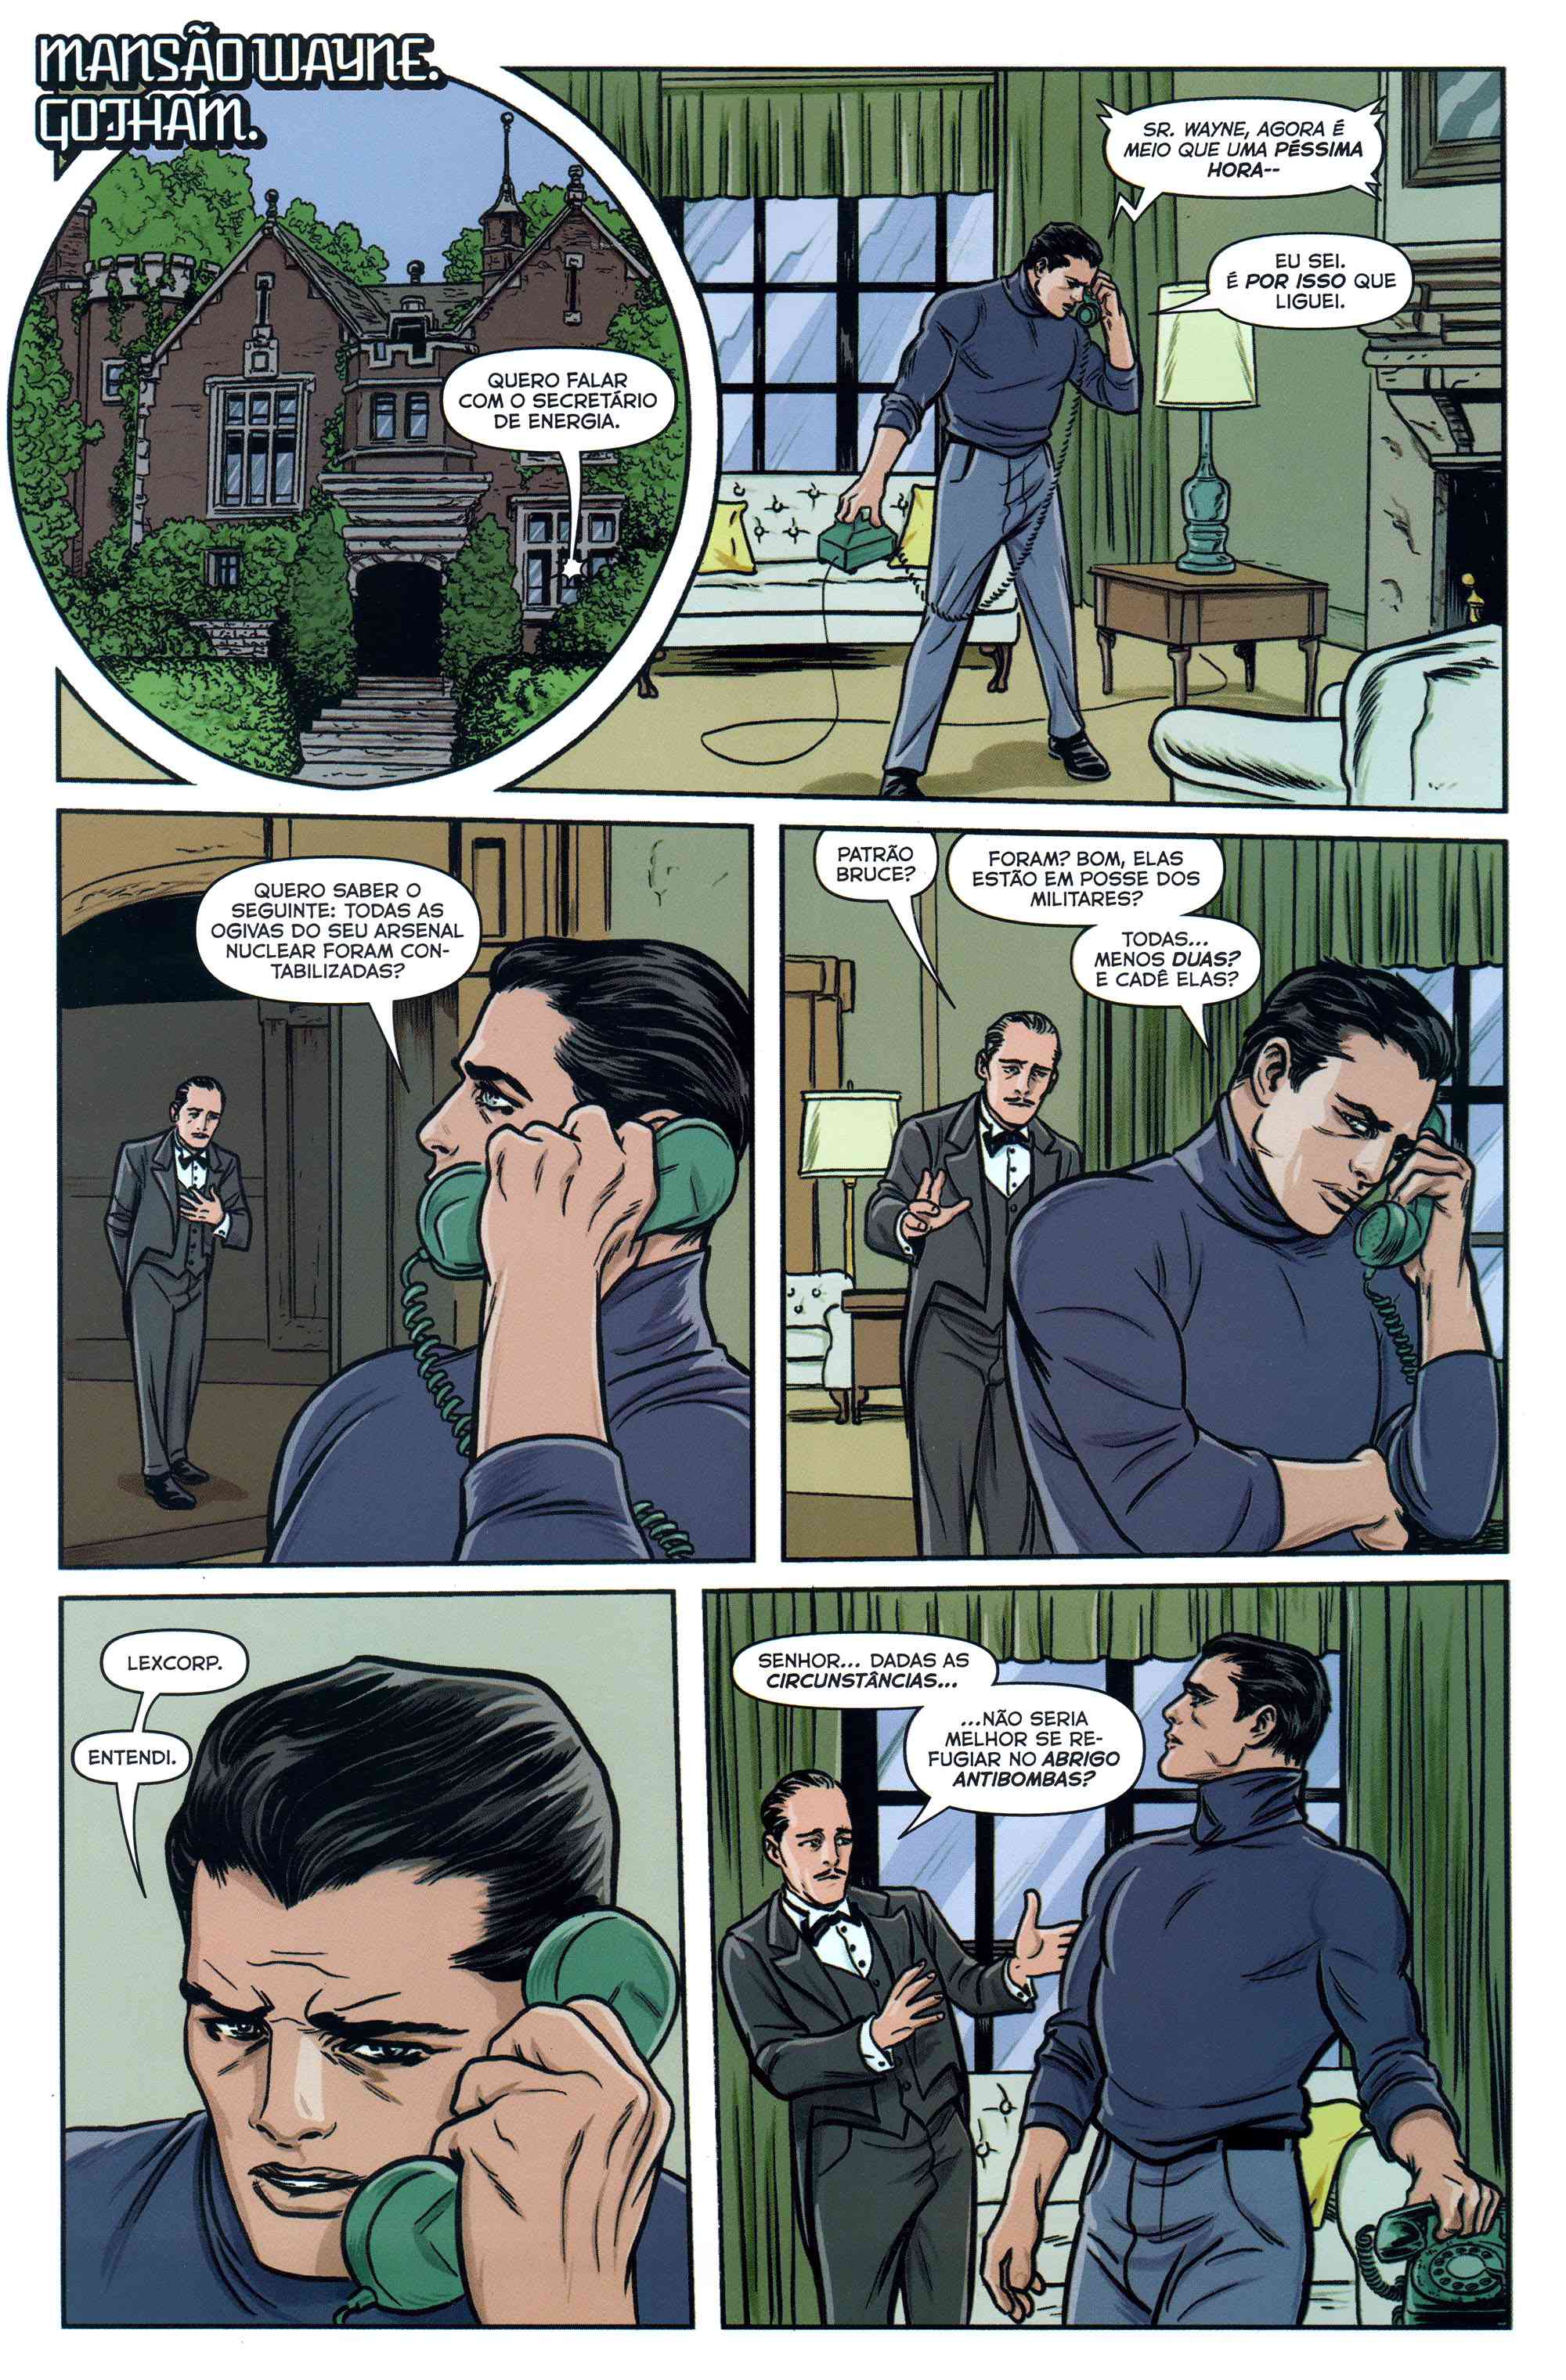 MANSÃO WAYNE.
GOTHAM.
QUERO FALAR
COM O SECRETÁRIO
DE ENERGIA.
SR. WAYNE, AGORA É
MEIO QUE UMA PÉSSIMA
HORA--
EU SEI.
É POR ISSO QUE
LIGUEI.
QUERO SABER O
SEGUINTE: TODAS AS
OGIVAS DO SEU ARSENAL
NUCLEAR FORAM CON-
TABILIZADAS?
PATRÃO
BRUCE?
FORAM? BOM, ELAS
ESTÃO EM POSSE DOS
MILITARES?
TODAS...
MENOS DUAS?
E CADÊ ELAS?
LEXCORP.
ENTENDI.
SENHOR... DADAS AS
CIRCUNSTÂNCIAS...
...NÃO SERIA
MELHOR SE RE-
FUGIAR NO ABRIGO
ANTIBOMBAS?